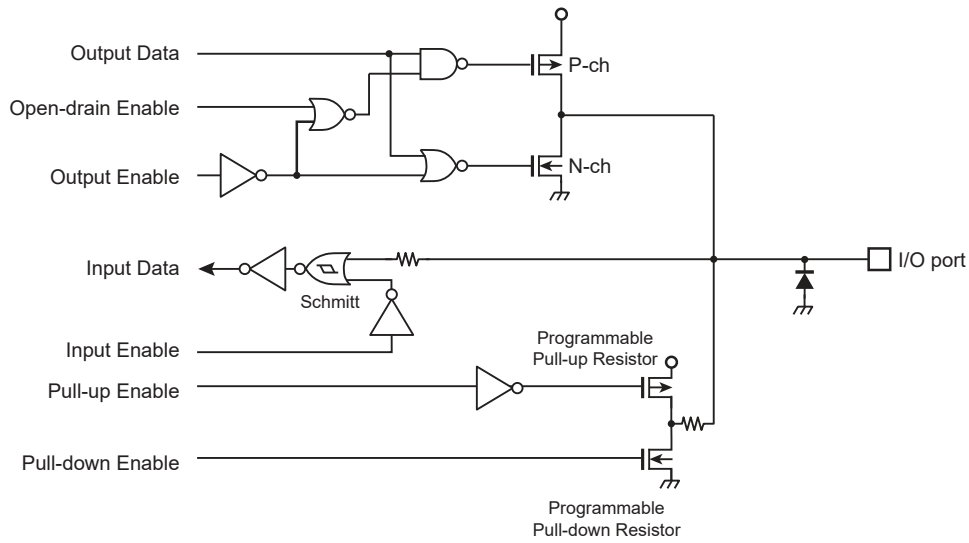 Output Data
P-ch
Open-drain Enable
N-ch
Output Enable
Input Data
Schmitt
I/O port
Input Enable
Programmable
Pull-up Resistor
Pull-up Enable
Pull-down Enable
Programmable
Pull-down Resistor